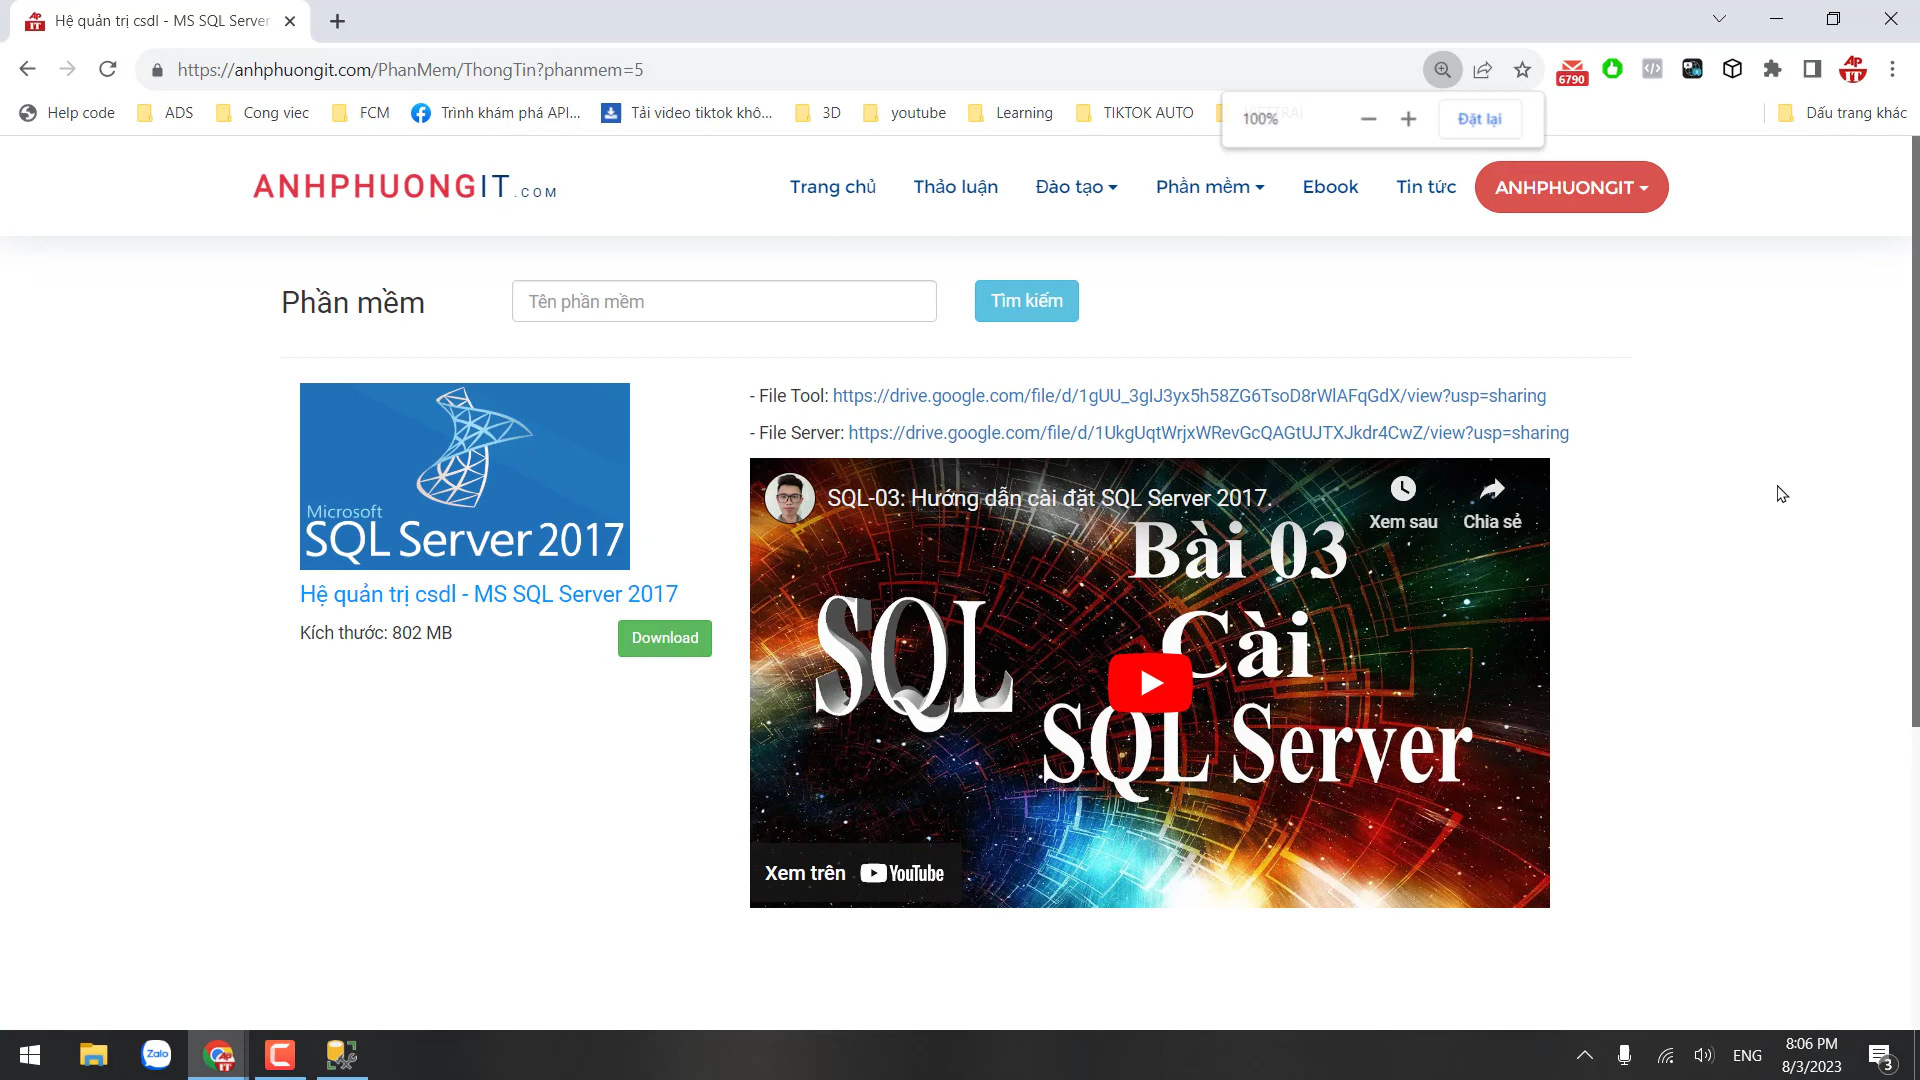 Hệ quản trị csdl - MS SQL Server
https://anhphuongit.com/PhanMem/ThongTin?phanmem=5
6790
Help code
ADS
Cong viec
FCM
Trình khám phá API...
Tải video tiktok khô...
3D
youtube
Learning
TIKTOK AUTO
Dấu trang khác
100%
Đặt lại
ANHPHUONGIT.COM
Trang chủ
Thảo luận
Đào tạo
Phần mềm
Ebook
Tin tức
ANHPHUONGIT
Phần mềm
Tên phần mềm
Tìm kiếm
Microsoft
SQL Server 2017
Hệ quản trị csdl - MS SQL Server 2017
Kích thước: 802 MB
Download
- File Tool: https://drive.google.com/file/d/1gUU_3gIJ3yx5h58ZG6TsoD8rWlAFqGdX/view?usp=sharing
- File Server: https://drive.google.com/file/d/1UkgUqtWrjxWRevGcQAGtUJTXJkdr4CwZ/view?usp=sharing
SQL-03: Hướng dẫn cài đặt SQL Server 2017.
Xem sau
Chia sẻ
Bài 03
SQL
Cài
SQL Server
Xem trên YouTube
Zalo
ENG
8:06 PM
8/3/2023
3